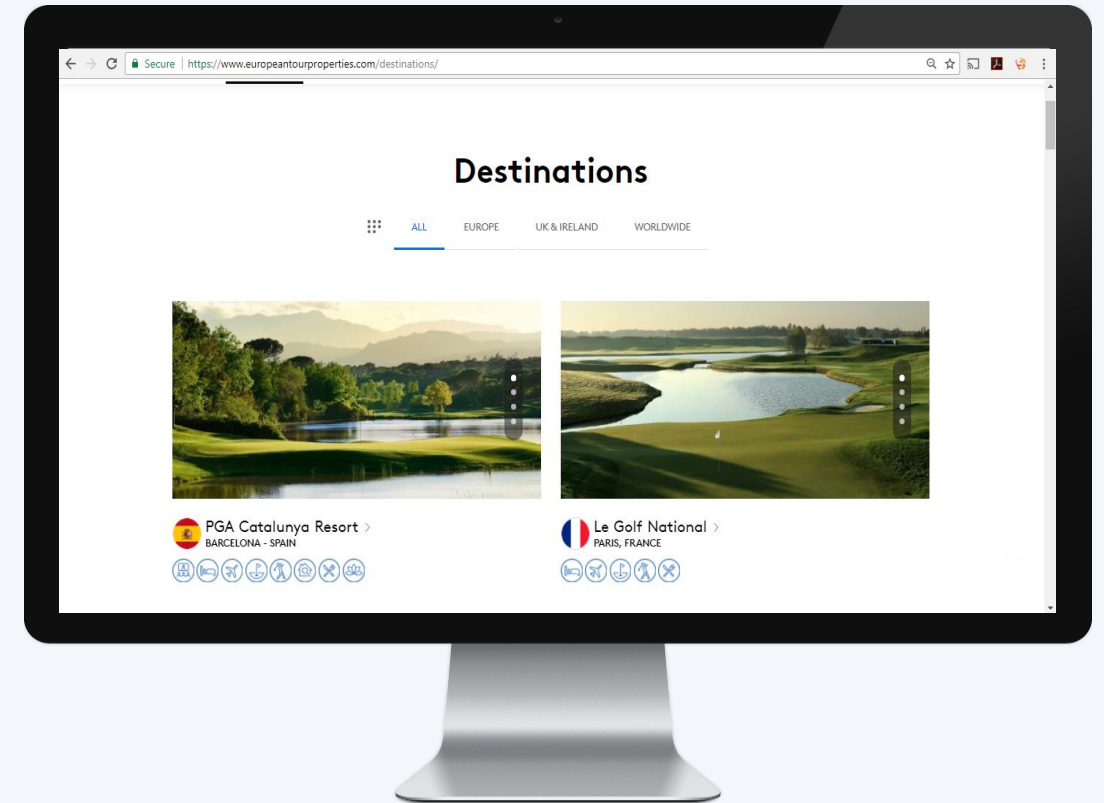 Secure | https://www.europeantourproperties.com/destinations/
Destinations
ALL EUROPE UK & IRELAND WORLDWIDE
PGA Catalunya Resort >
BARCELONA - SPAIN
Le Golf National >
PARIS, FRANCE